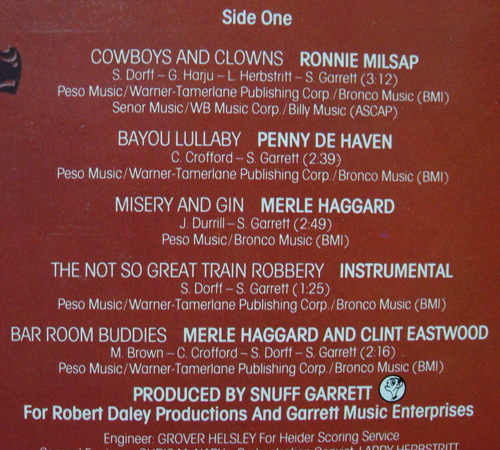 Side One
COWBOYS AND CLOWNS RONNIE MILSAP
S. Dorff – G. Harju – L. Herbstritt – S. Garrett (3:12)
Peso Music/Warner-Tamerlane Publishing Corp./Bronco Music (BMI)
Senor Music/WB Music Corp./Billy Music (ASCAP)
BAYOU LULLABY PENNY DE HAVEN
C. Crofford – S. Garrett (2:39)
Peso Music/Warner-Tamerlane Publishing Corp./Bronco Music (BMI)
MISERY AND GIN MERLE HAGGARD
J. Durrill – S. Garrett (2:49)
Peso Music/Bronco Music (BMI)
THE NOT SO GREAT TRAIN ROBBERY INSTRUMENTAL
S. Dorff – S. Garrett (1:25)
Peso Music/Warner-Tamerlane Publishing Corp./Bronco Music (BMI)
BAR ROOM BUDDIES MERLE HAGGARD AND CLINT EASTWOOD
M. Brown – C. Crofford – S. Dorff – S. Garrett (2:16)
Peso Music/Warner-Tamerlane Publishing Corp./Bronco Music (BMI)
PRODUCED BY SNUFF GARRETT
For Robert Daley Productions And Garrett Music Enterprises
Engineer: GROVER HELSLEY For Heider Scoring Service
LARRY HERBSTRITT